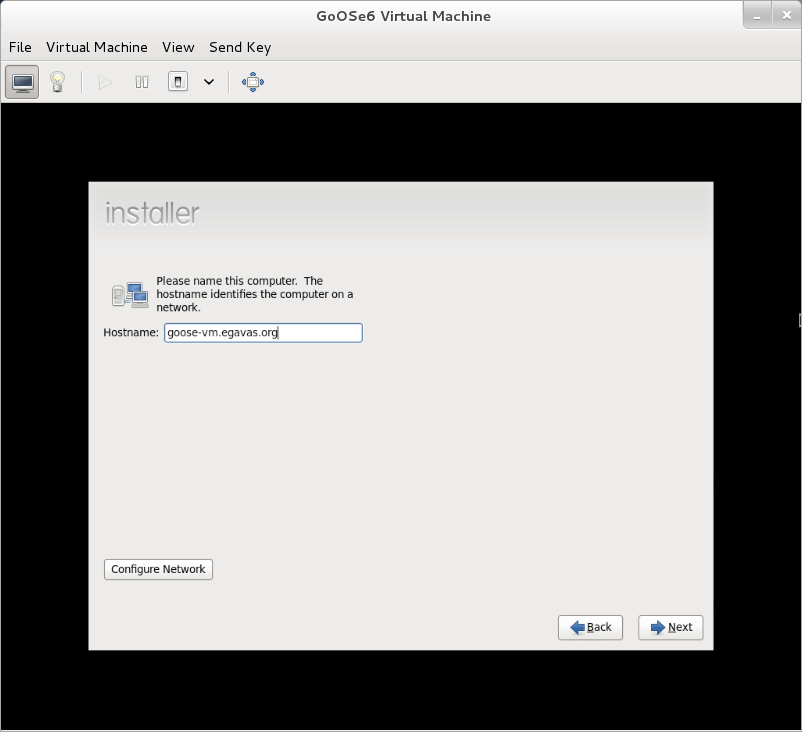 GoOSe6 Virtual Machine
File Virtual Machine View Send Key
installer
Please name this computer. The
hostname identifies the computer on a
network.
Hostname: goose-vm.egavas.org
Configure Network
Back Next